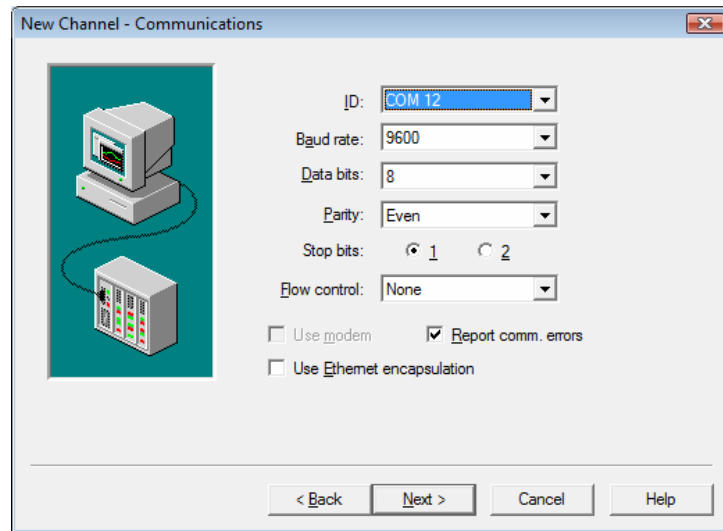 New Channel - Communications
ID: COM 12
Baud rate: 9600
Data bits: 8
Parity: Even
Stop bits: 1 2
Flow control: None
Use modem Report comm. errors
Use Ethernet encapsulation
< Back Next > Cancel Help